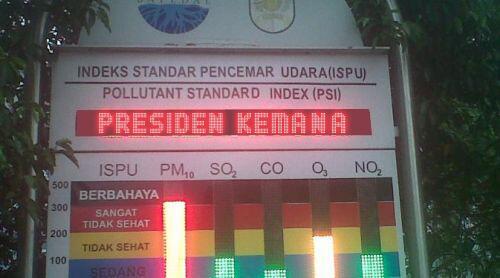 INDEKS STANDAR PENCEMAR UDARA(ISPU)
POLLUTANT STANDARD INDEX (PSI)
PRESIDEN KEMANA
ISPU PM10 SO2 CO O3 NO2
500
BERBAHAYA
400
300
SANGAT
TIDAK SEHAT
200
TIDAK SEHAT
100
SEDANG